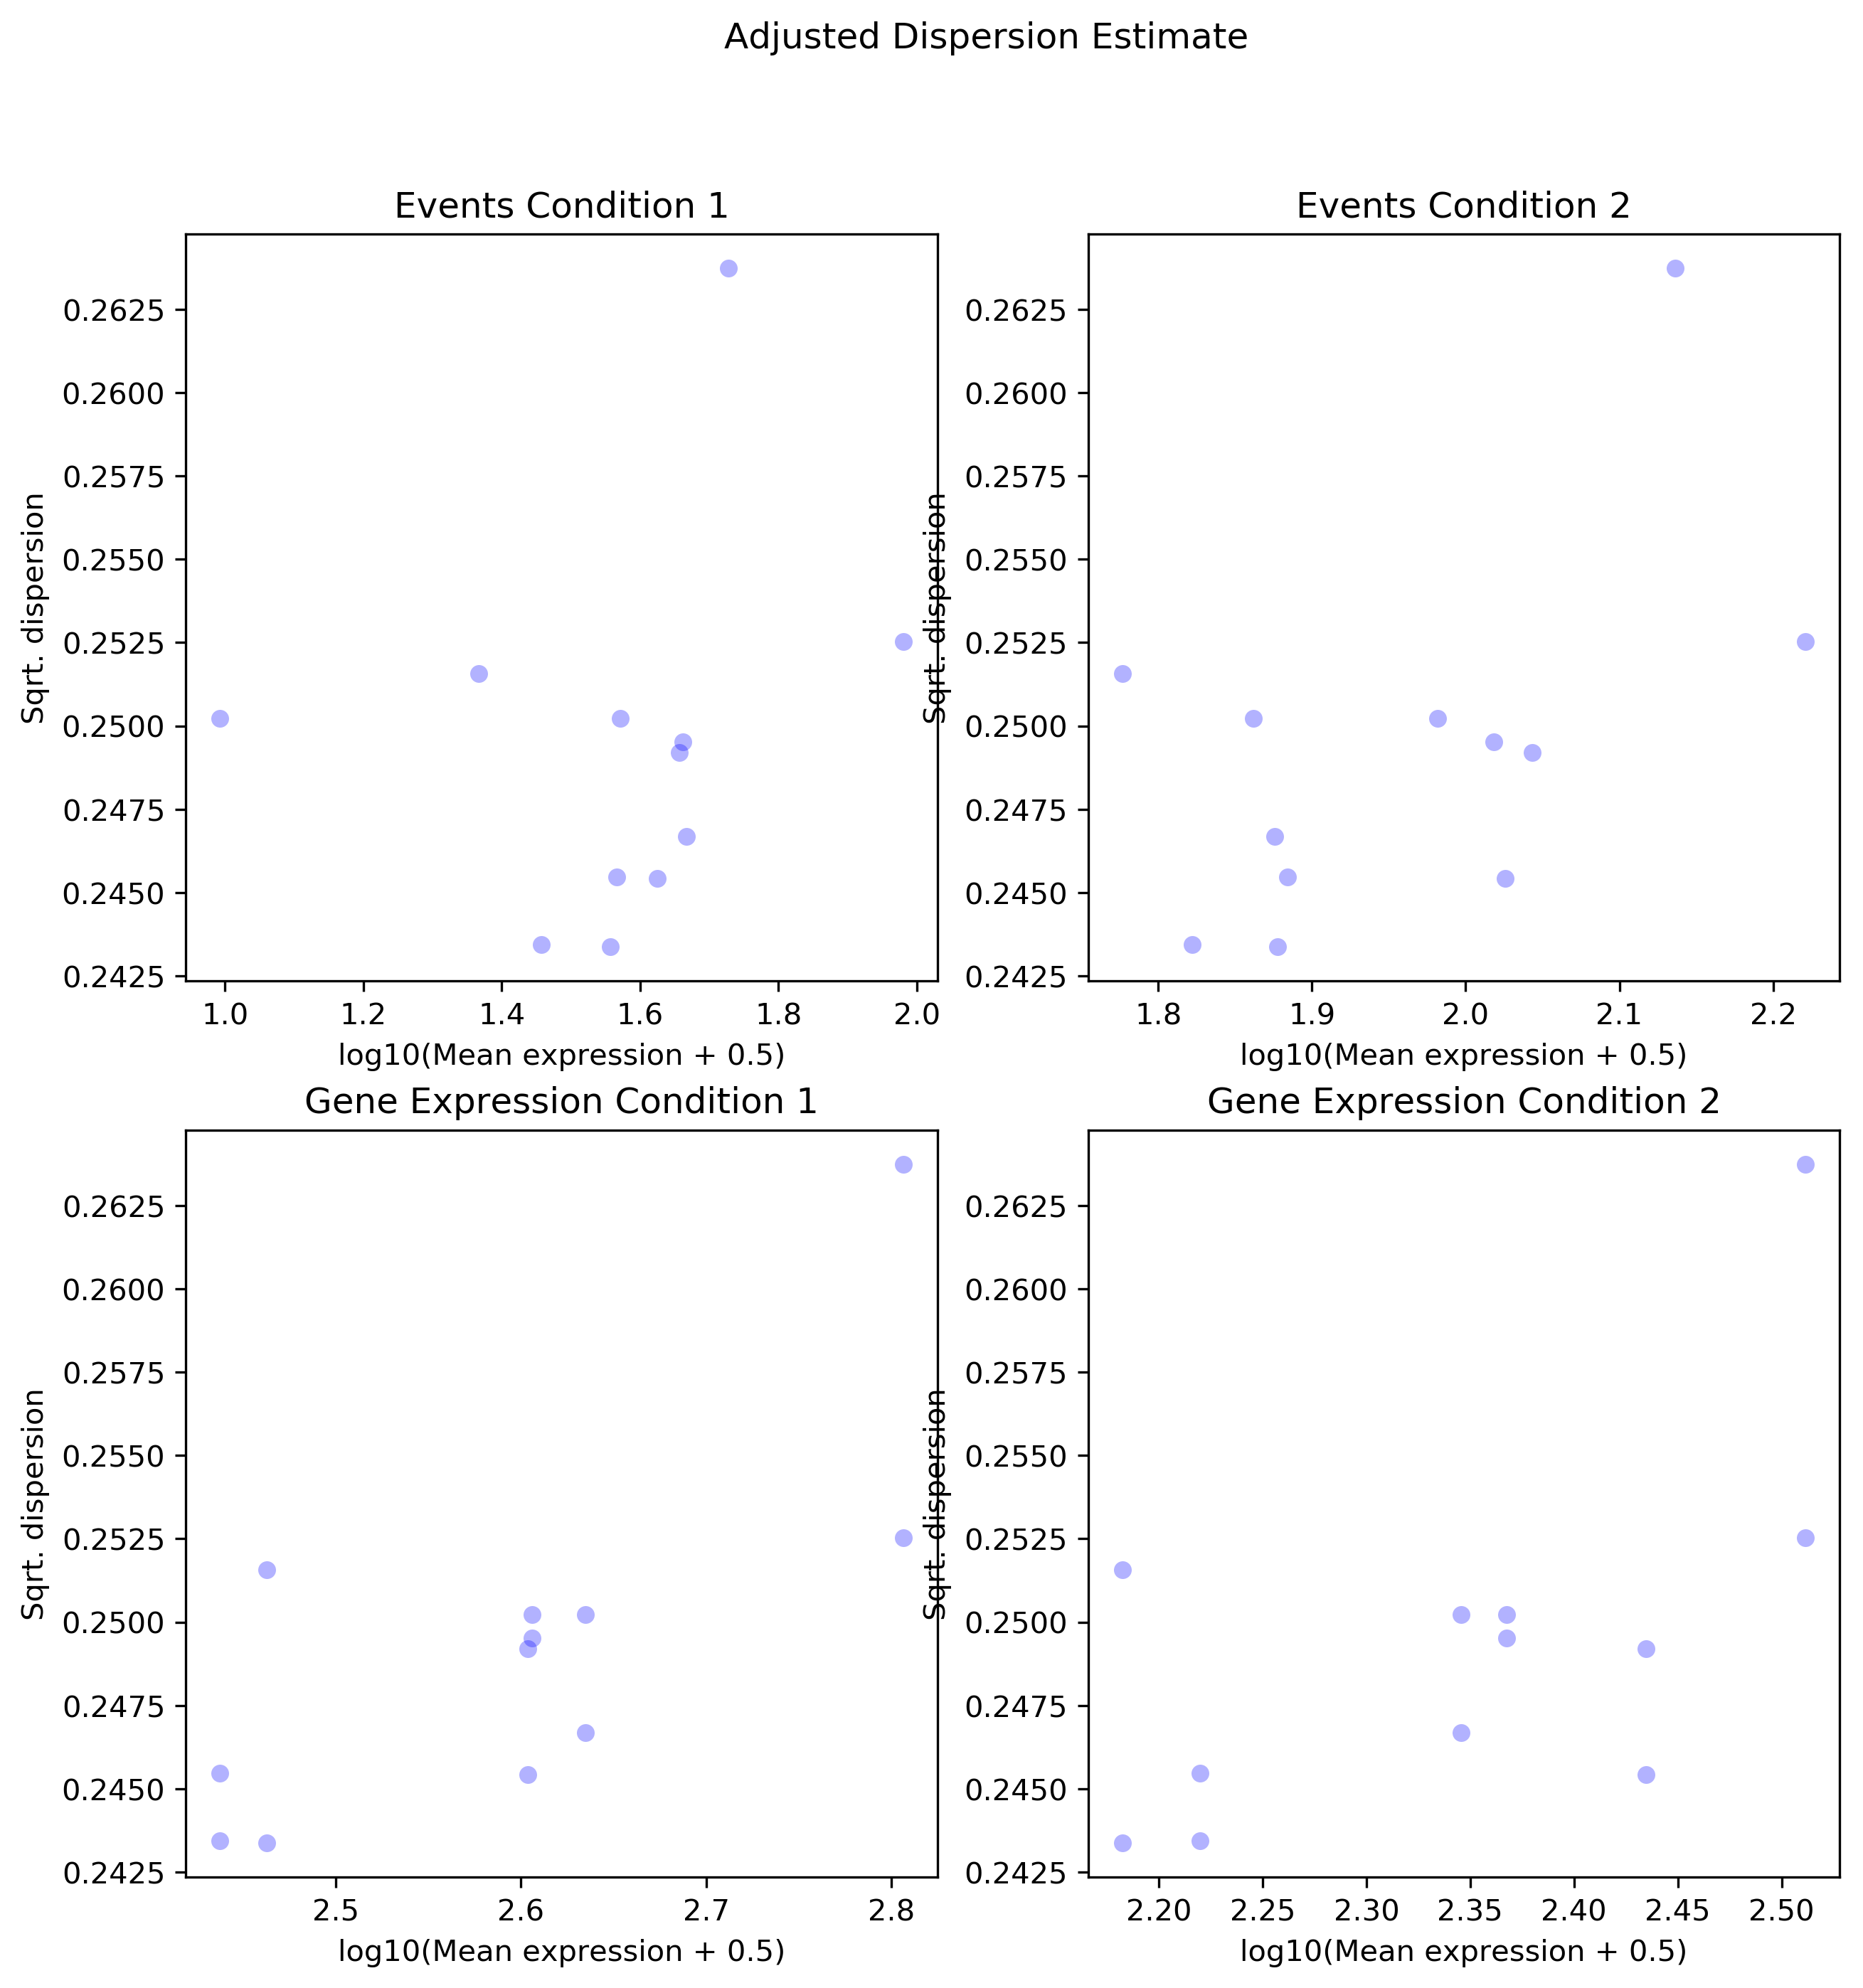 Adjusted Dispersion Estimate
Events Condition 1
0.2625
0.2600
0.2575
0.2550
0.2525
0.2500
0.2475
0.2450
0.2425
Sqrt. dispersion
1.0 1.2 1.4 1.6 1.8 2.0
log10(Mean expression + 0.5)
Events Condition 2
0.2625
0.2600
0.2575
0.2550
0.2525
0.2500
0.2475
0.2450
0.2425
Sqrt. dispersion
1.8 1.9 2.0 2.1 2.2
log10(Mean expression + 0.5)
Gene Expression Condition 1
0.2625
0.2600
0.2575
0.2550
0.2525
0.2500
0.2475
0.2450
0.2425
Sqrt. dispersion
2.5 2.6 2.7 2.8
log10(Mean expression + 0.5)
Gene Expression Condition 2
0.2625
0.2600
0.2575
0.2550
0.2525
0.2500
0.2475
0.2450
0.2425
Sqrt. dispersion
2.20 2.25 2.30 2.35 2.40 2.45 2.50
log10(Mean expression + 0.5)